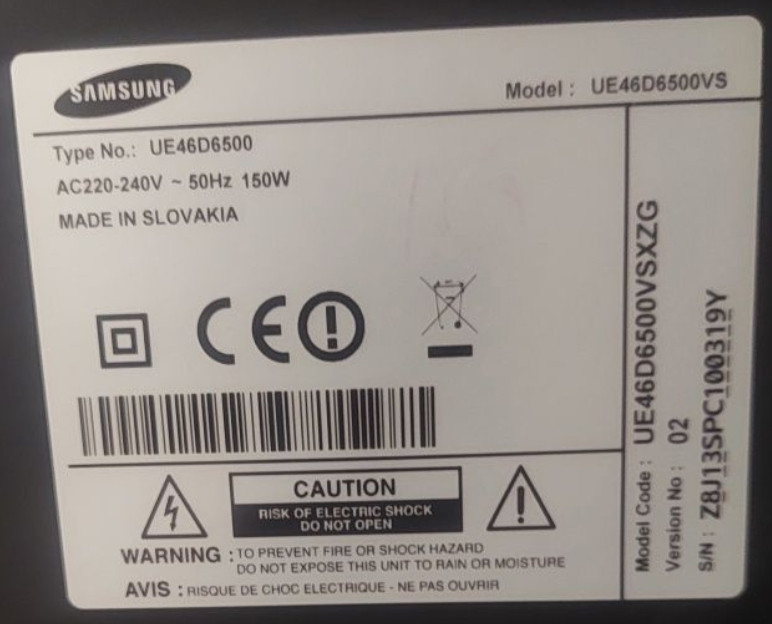 SAMSUNG
Model : UE46D6500VS
Type No.: UE46D6500
AC220-240V ~ 50Hz 150W
MADE IN SLOVAKIA
CE
CAUTION
RISK OF ELECTRIC SHOCK
DO NOT OPEN
WARNING : TO PREVENT FIRE OR SHOCK HAZARD
DO NOT EXPOSE THIS UNIT TO RAIN OR MOISTURE
AVIS : RISQUE DE CHOC ELECTRIQUE - NE PAS OUVRIR
Model Code : UE46D6500VSXZG
Version No : 02
S/N : Z8J13SPC100319Y